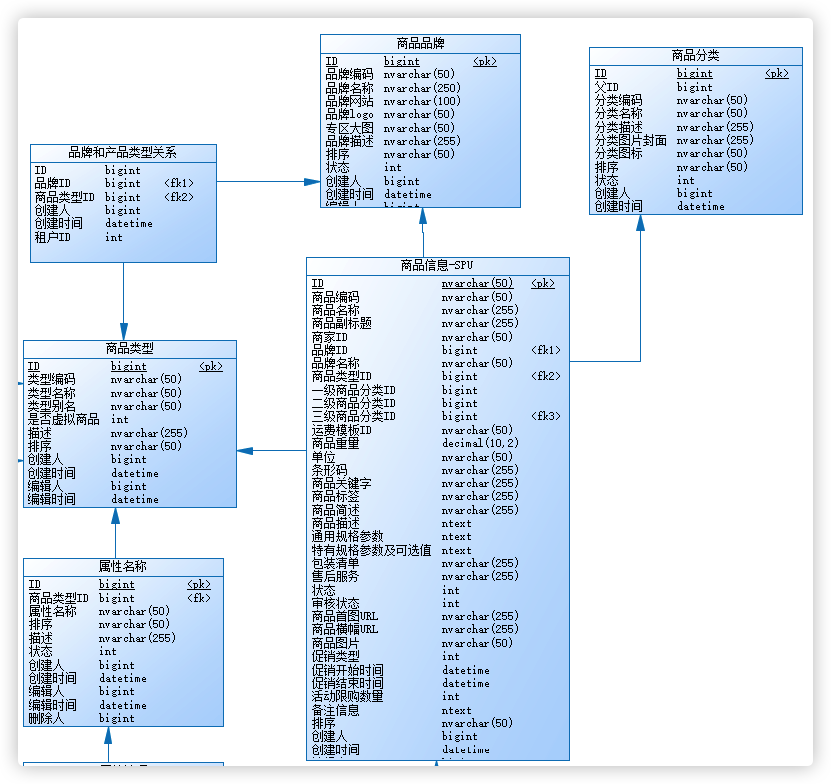 商品品牌
ID bigint <pk>
品牌编码 nvarchar(50)
品牌名称 nvarchar(250)
品牌网站 nvarchar(100)
品牌logo nvarchar(50)
专区大图 nvarchar(50)
品牌描述 nvarchar(255)
排序 nvarchar(50)
状态 int
创建人 bigint
创建时间 datetime
商品分类
ID bigint <pk>
父ID bigint
分类编码 nvarchar(50)
分类名称 nvarchar(50)
分类描述 nvarchar(255)
分类图片封面 nvarchar(255)
分类图标 nvarchar(50)
排序 nvarchar(50)
状态 int
创建人 bigint
创建时间 datetime
品牌和产品类型关系
ID bigint
品牌ID bigint <fk1>
商品类型ID bigint <fk2>
创建人 bigint
创建时间 datetime
租户ID int
商品信息-SPU
ID nvarchar(50) <pk>
商品编码 nvarchar(50)
商品名称 nvarchar(255)
商品副标题 nvarchar(255)
商家ID nvarchar(50)
品牌ID bigint <fk1>
品牌名称 nvarchar(50)
商品类型ID bigint <fk2>
一级商品分类ID bigint
二级商品分类ID bigint
三级商品分类ID bigint <fk3>
运费模板ID nvarchar(50)
商品重量 decimal(10,2)
单位 nvarchar(50)
条形码 nvarchar(255)
商品关键字 nvarchar(255)
商品标签 nvarchar(255)
商品简述 nvarchar(255)
商品描述 ntext
通用规格参数 ntext
特有规格参数及可选值 ntext
包装清单 nvarchar(255)
售后服务 nvarchar(255)
状态 int
审核状态 int
商品首图URL nvarchar(255)
商品横幅URL nvarchar(255)
商品图片 nvarchar(50)
促销类型 int
促销开始时间 datetime
促销结束时间 datetime
活动限购数量 int
备注信息 ntext
排序 nvarchar(50)
创建人 bigint
创建时间 datetime
商品类型
ID bigint <pk>
类型编码 nvarchar(50)
类型名称 nvarchar(50)
类型别名 nvarchar(50)
是否虚拟商品 int
描述 nvarchar(255)
排序 nvarchar(50)
创建人 bigint
创建时间 datetime
编辑人 bigint
编辑时间 datetime
属性名称
ID bigint <pk>
商品类型ID bigint <fk>
属性名称 nvarchar(50)
排序 nvarchar(50)
描述 nvarchar(255)
状态 int
创建人 bigint
创建时间 datetime
编辑人 bigint
编辑时间 datetime
删除人 bigint